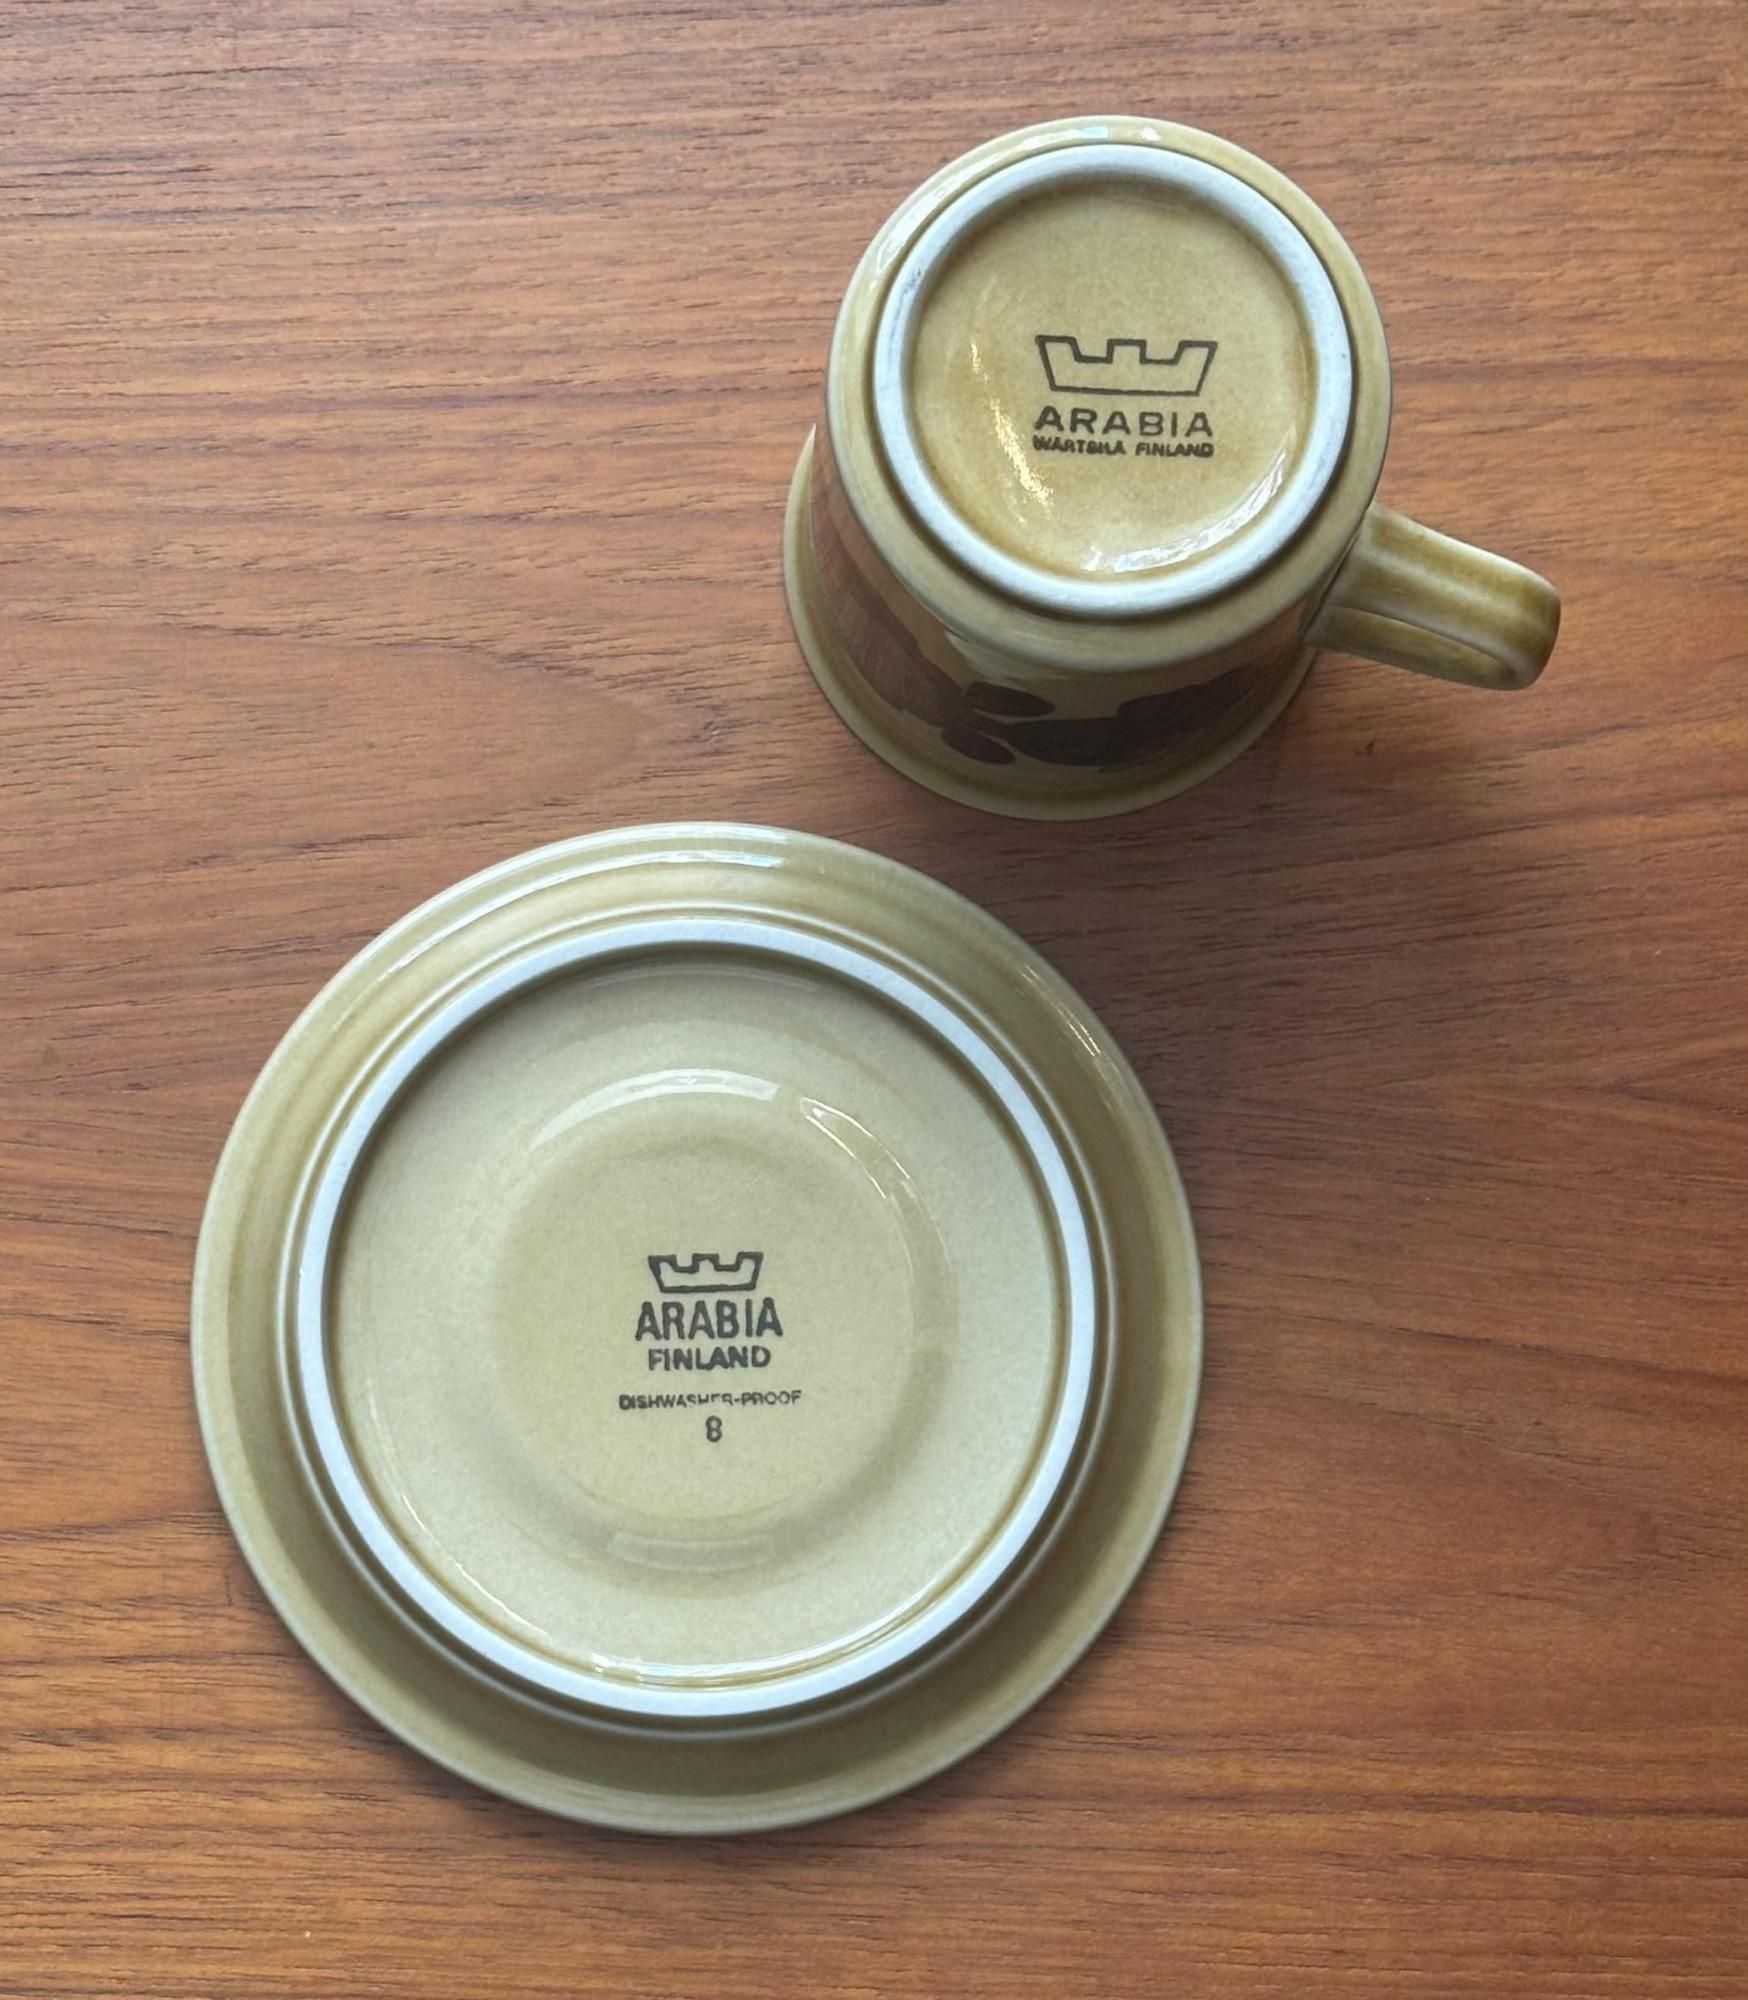 ARABIA
WÄRTSILÄ FINLAND
ARABIA
FINLAND
DISHWASHER-PROOF
8